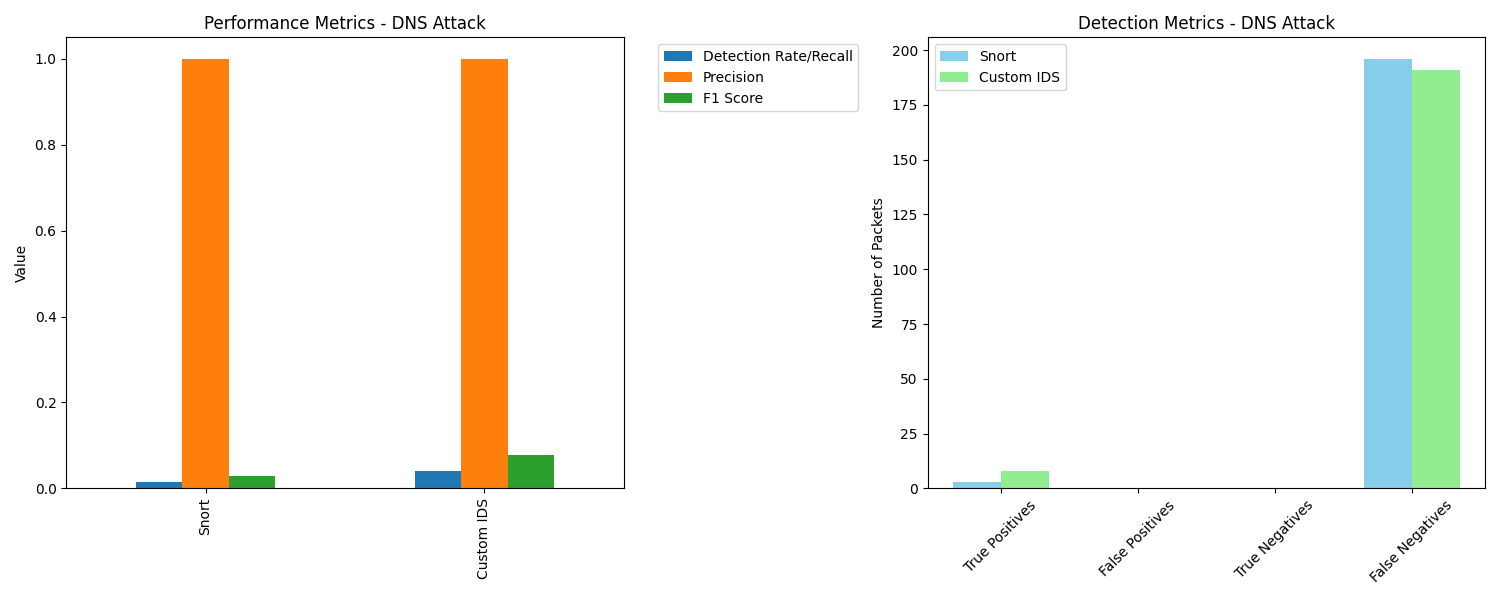 Performance Metrics - DNS Attack
Value
1.0
0.8
0.6
0.4
0.2
0.0
Snort
Custom IDS
Detection Rate/Recall
Precision
F1 Score
Detection Metrics - DNS Attack
Number of Packets
200
175
150
125
100
75
50
25
0
Snort
Custom IDS
True Positives
False Positives
True Negatives
False Negatives